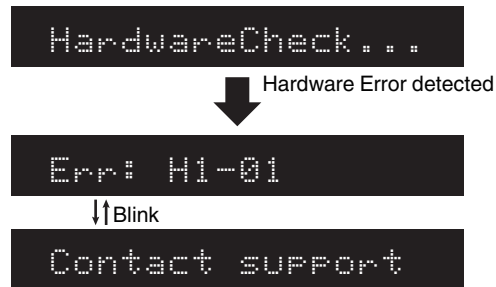 HardwareCheck...
Hardware Error detected
Err: H1-01
Blink
Contact support